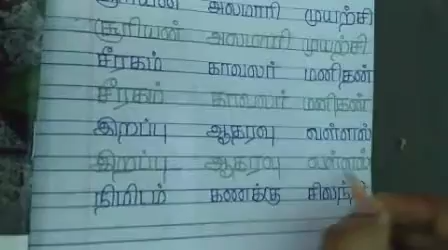 சூரியன் அலமாரி முயற்சி
சூரியன் அலமாரி முயற்சி
சீரகம் காவலர் மனிதன்
சீரகம் காவலர் மனிதன்
இறப்பு ஆதரவு வள்ளல்
இறப்பு ஆதரவு வள்ளல்
நிமிடம் கணக்கு